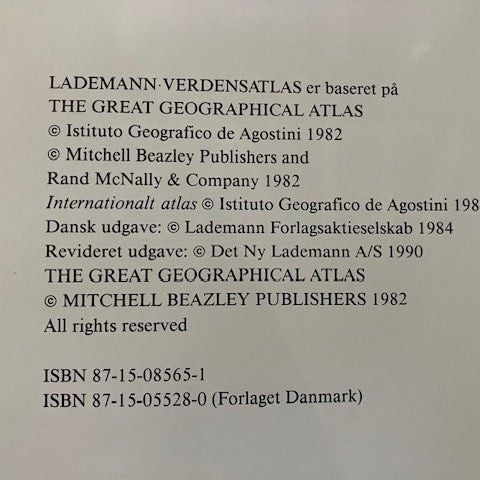 LADEMANN·VERDENSATLAS er baseret på
THE GREAT GEOGRAPHICAL ATLAS
© Istituto Geografico de Agostini 1982
© Mitchell Beazley Publishers and
Rand McNally & Company 1982
Internationalt atlas © Istituto Geografico de Agostini 198
Dansk udgave: © Lademann Forlagsaktieselskab 1984
Revideret udgave: © Det Ny Lademann A/S 1990
THE GREAT GEOGRAPHICAL ATLAS
© MITCHELL BEAZLEY PUBLISHERS 1982
All rights reserved
ISBN 87-15-08565-1
ISBN 87-15-05528-0 (Forlaget Danmark)